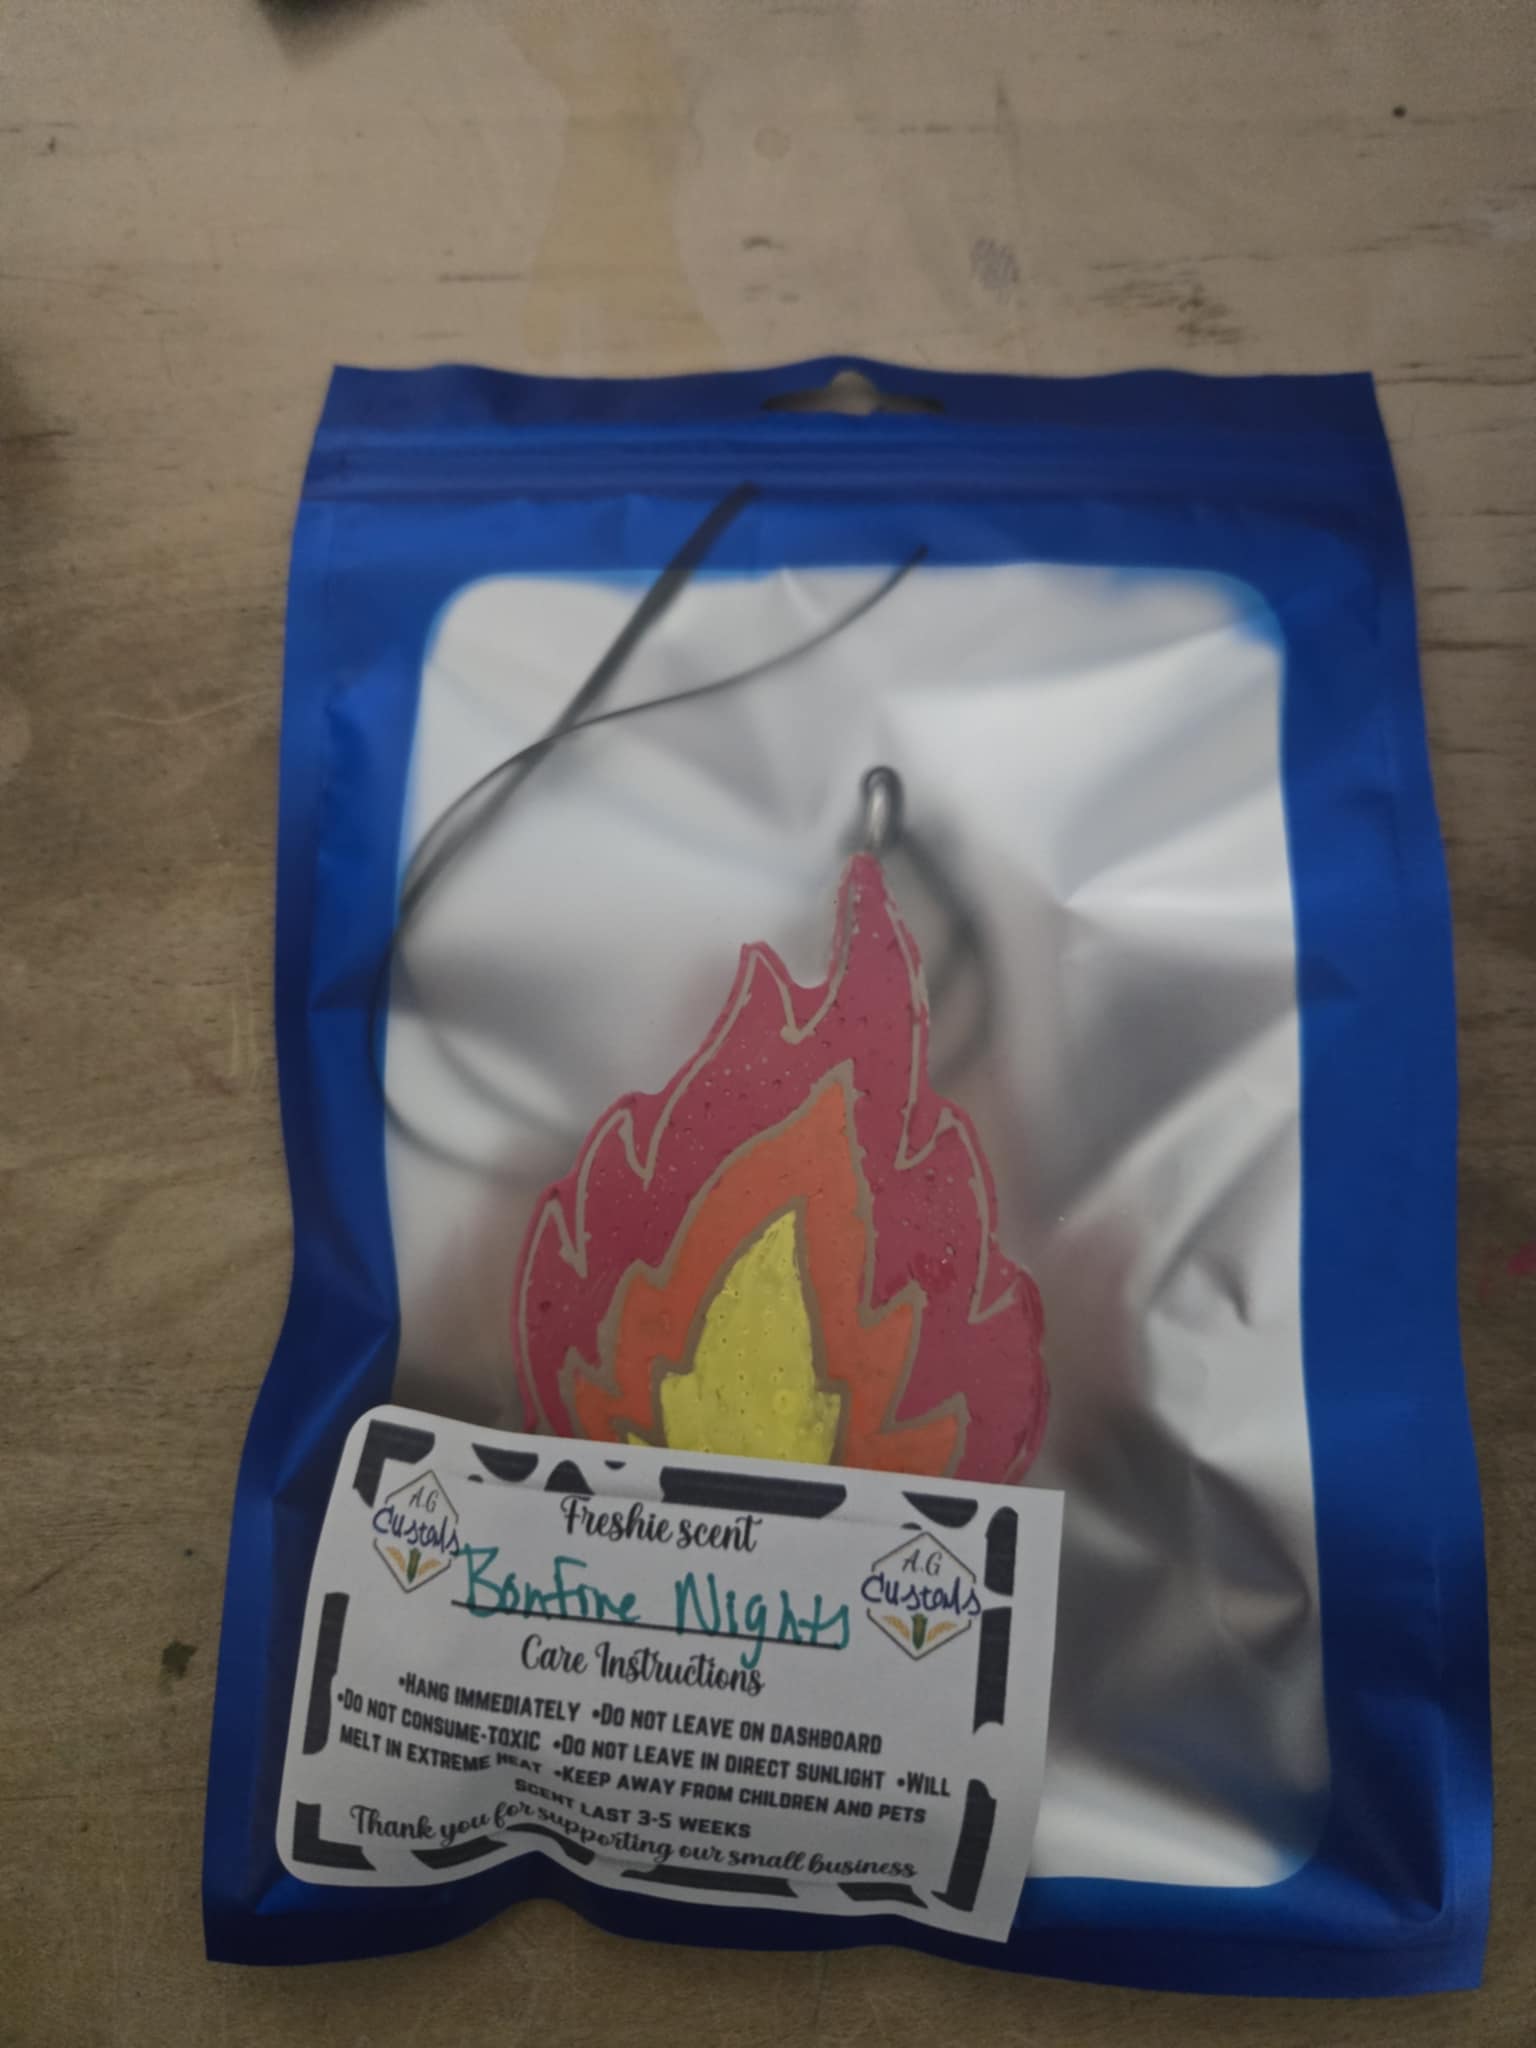 Freshie scent
A.G
Customs
A.G
Customs
Bonfire Nights
Care Instructions
•HANG IMMEDIATELY •DO NOT LEAVE ON DASHBOARD
•DO NOT CONSUME-TOXIC •DO NOT LEAVE IN DIRECT SUNLIGHT •WILL
MELT IN EXTREME HEAT •KEEP AWAY FROM CHILDREN AND PETS
SCENT LAST 3-5 WEEKS
Thank you for supporting our small business